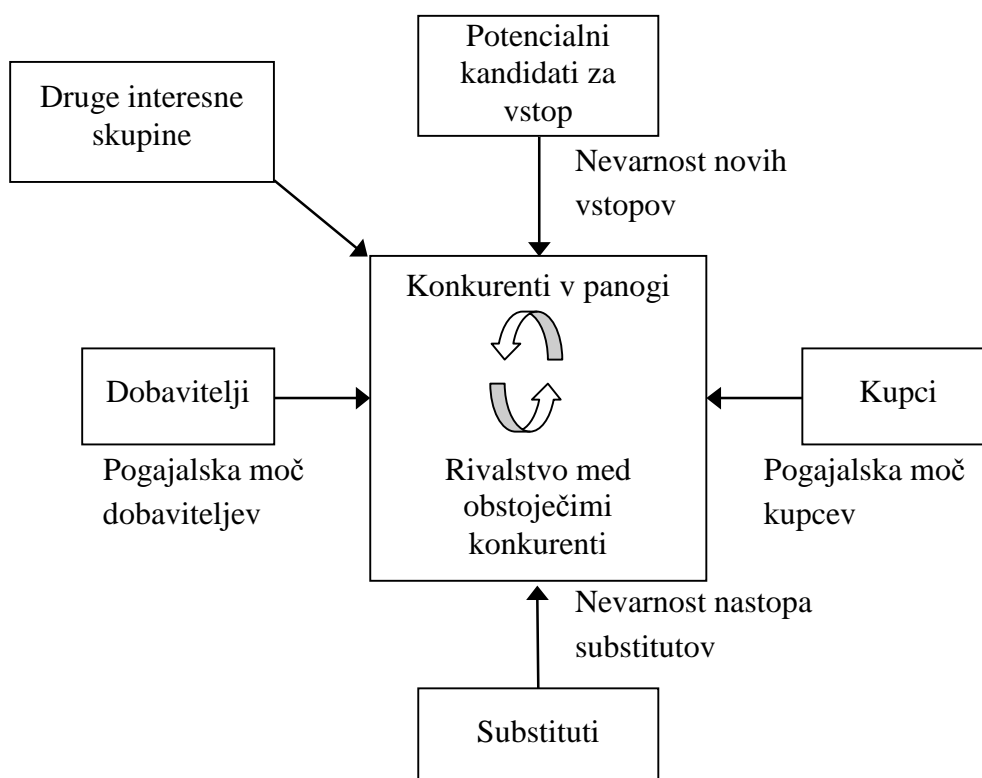 Potencialni
kandidati za
vstop
Druge interesne
skupine
Nevarnost novih
vstopov
Konkurenti v panogi
Dobavitelji
Kupci
Pogajalska moč
dobaviteljev
Rivalstvo med
obstoječimi
konkurenti
Pogajalska moč
kupcev
Nevarnost nastopa
substitutov
Substituti